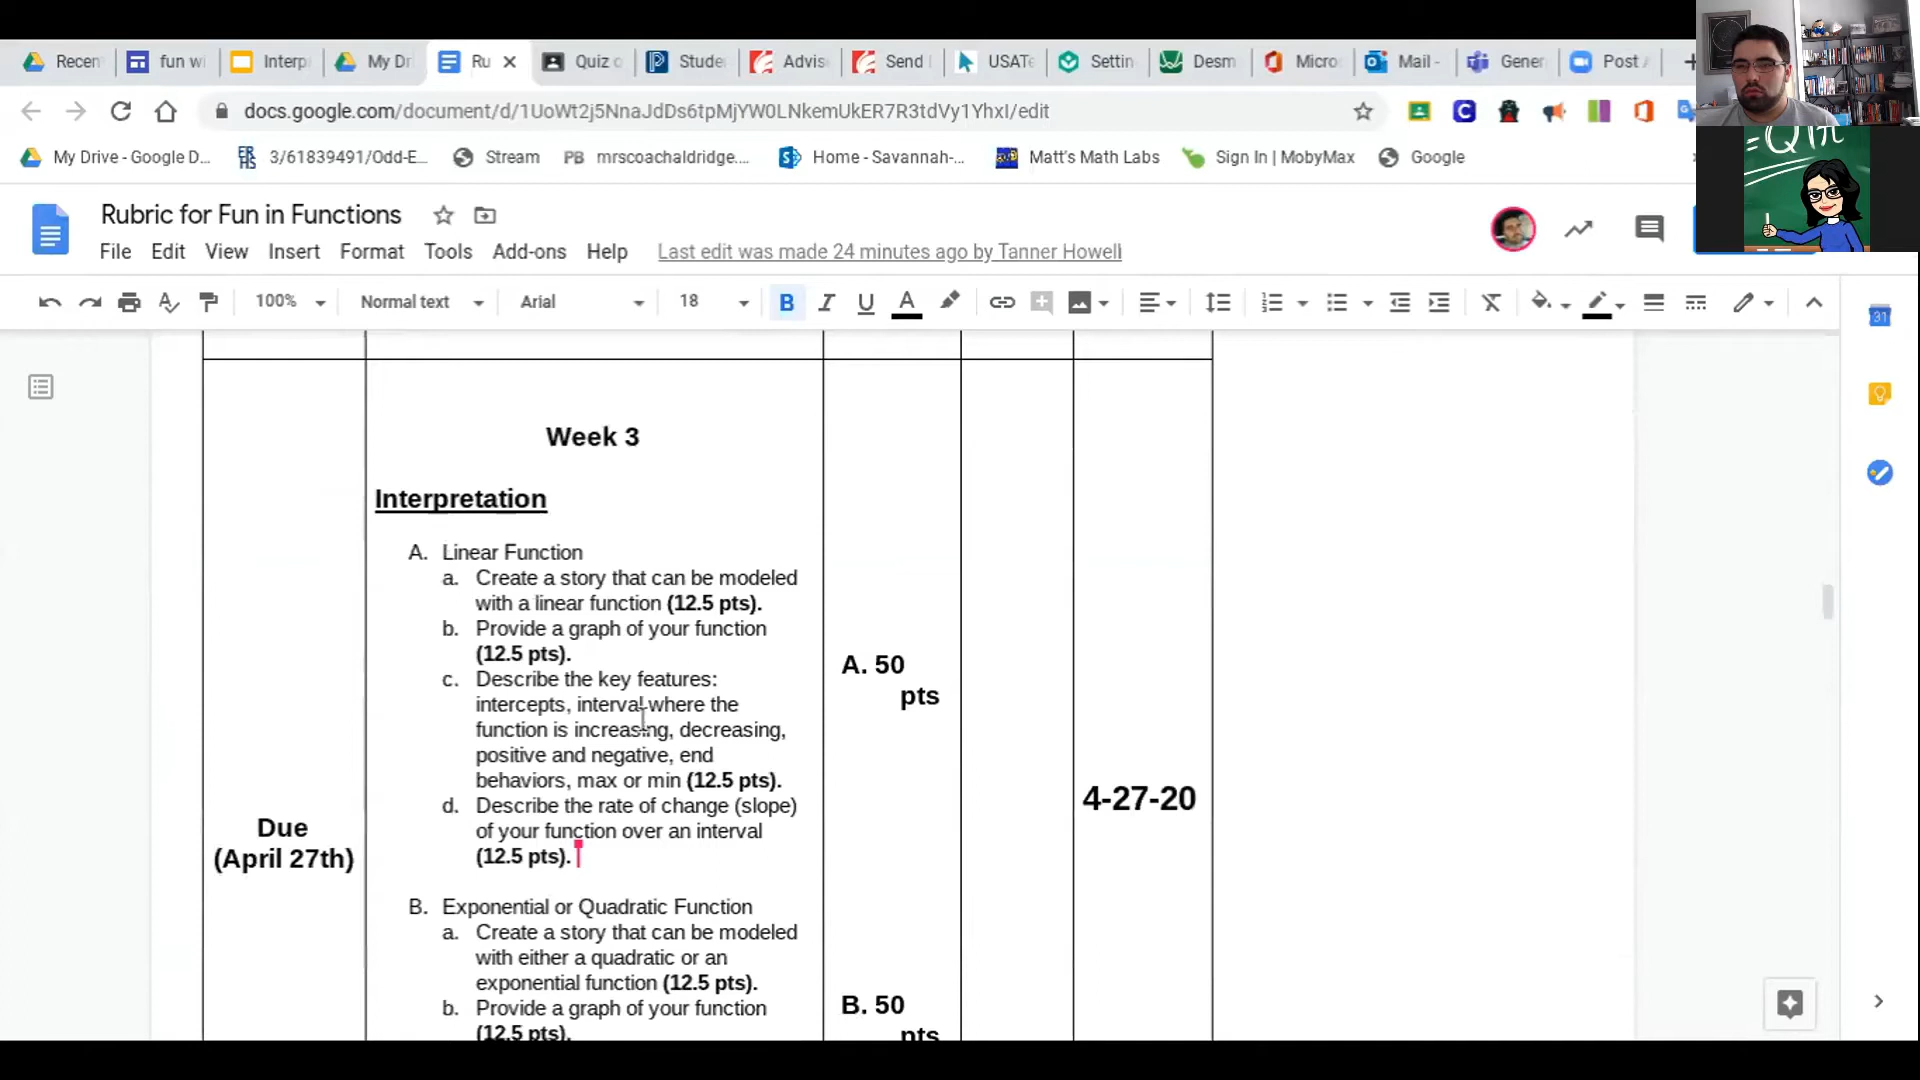 Recen
fun wi
Interp
My Dri
Ru
Quiz o
Stude
Advis
Send
USATe
Settin
Desm
Micro
Mail -
Gener
Post
docs.google.com/document/d/1UoWt2j5NnaJdDs6tpMjYW0LNkemUkER7R3tdVy1YhxI/edit
My Drive - Google D...
3/61839491/Odd-E...
Stream
PB mrscoachaldridge....
Home - Savannah-...
Matt's Math Labs
Sign In | MobyMax
Google
Rubric for Fun in Functions
File Edit View Insert Format Tools Add-ons Help Last edit was made 24 minutes ago by Tanner Howell
100% Normal text Arial 18 B I U A
31
Week 3
Interpretation
A. Linear Function
a. Create a story that can be modeled
with a linear function (12.5 pts).
b. Provide a graph of your function
(12.5 pts).
c. Describe the key features:
intercepts, interval where the
function is increasing, decreasing,
positive and negative, end
behaviors, max or min (12.5 pts).
d. Describe the rate of change (slope)
of your function over an interval
(12.5 pts).
B. Exponential or Quadratic Function
a. Create a story that can be modeled
with either a quadratic or an
exponential function (12.5 pts).
b. Provide a graph of your function
(12.5 pts).
Due
(April 27th)
A. 50
pts
B. 50
pts
4-27-20